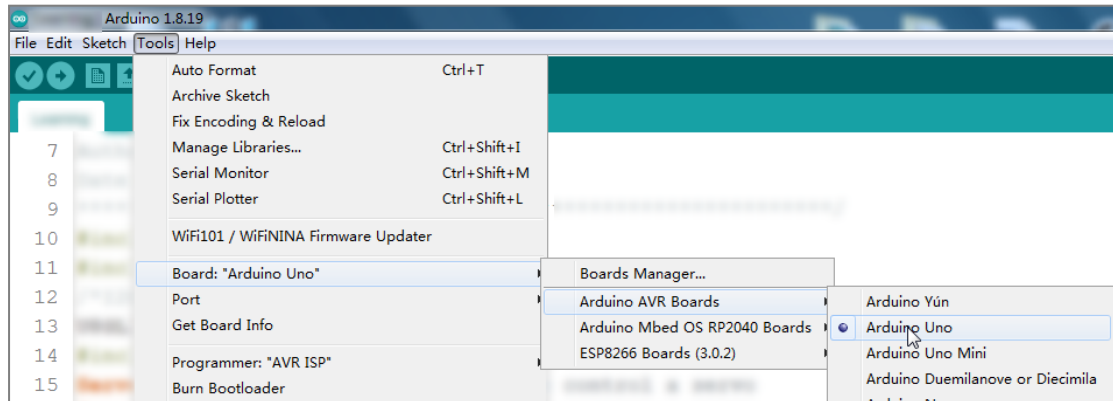 Arduino 1.8.19
File Edit Sketch Tools Help
Auto Format Ctrl+T
Archive Sketch
Fix Encoding & Reload
Manage Libraries... Ctrl+Shift+I
Serial Monitor Ctrl+Shift+M
Serial Plotter Ctrl+Shift+L
WiFi101 / WiFiNINA Firmware Updater
Board: "Arduino Uno"
Port
Get Board Info
Programmer: "AVR ISP"
Burn Bootloader
Boards Manager...
Arduino AVR Boards
Arduino Mbed OS RP2040 Boards
ESP8266 Boards (3.0.2)
Arduino Yún
Arduino Uno
Arduino Uno Mini
Arduino Duemilanove or Diecimila
7
8
9
10
11
12
13
14
15 control a servo